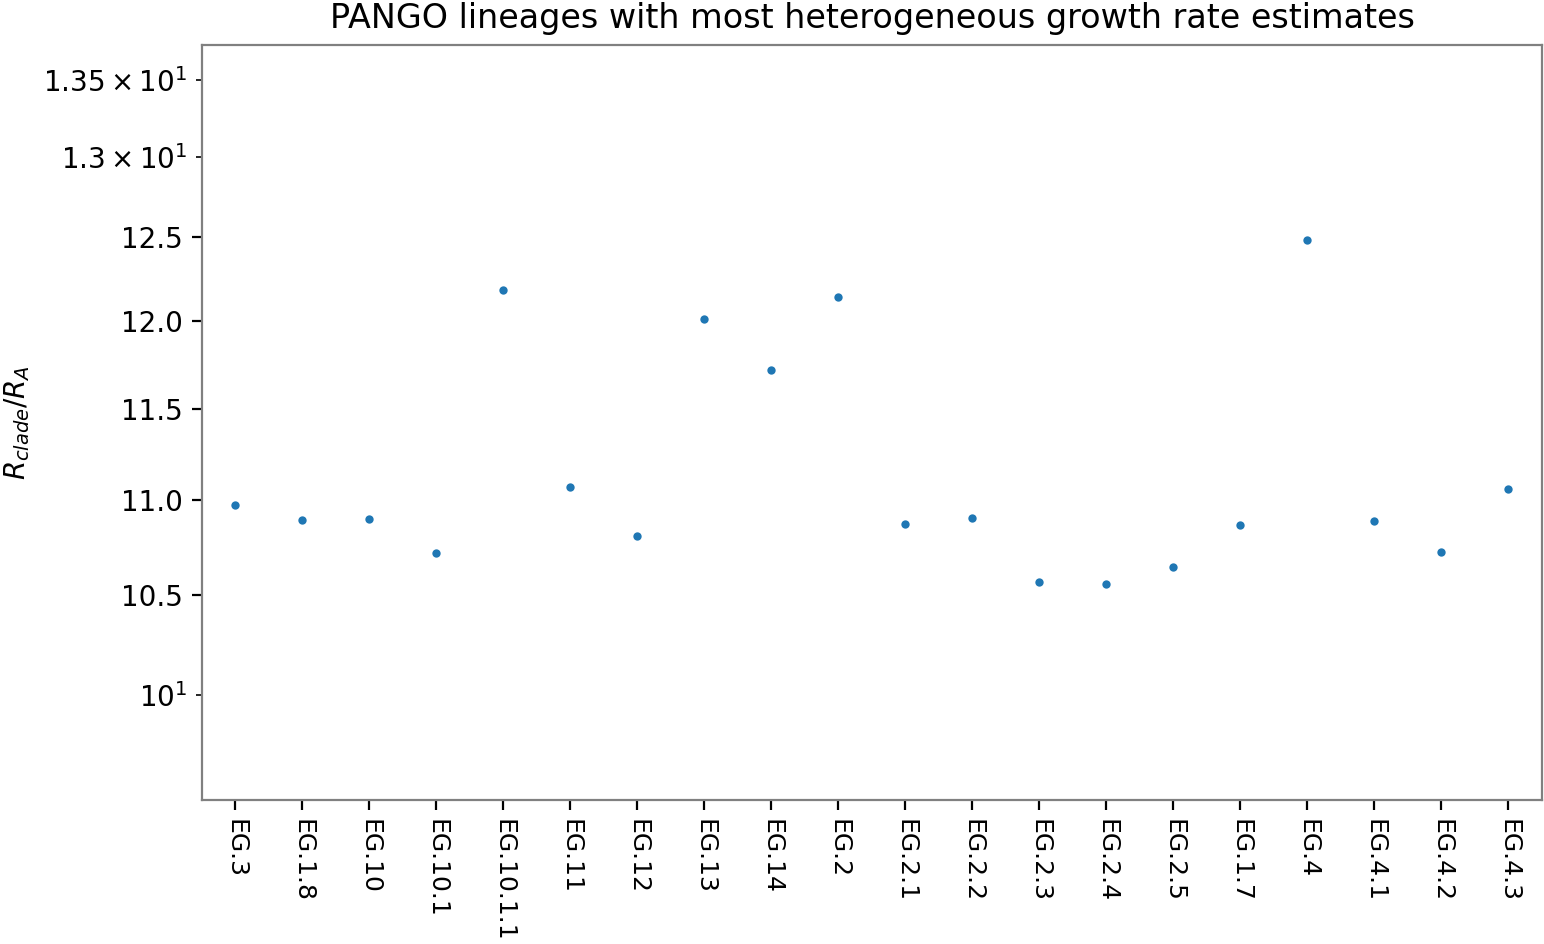 PANGO lineages with most heterogeneous growth rate estimates
1.35 × 10¹
1.3 × 10¹
12.5
12.0
11.5
11.0
10.5
10¹
R_clade/R_A
EG.3
EG.1.8
EG.10
EG.10.1
EG.10.1.1
EG.11
EG.12
EG.13
EG.14
EG.2
EG.2.1
EG.2.2
EG.2.3
EG.2.4
EG.2.5
EG.1.7
EG.4
EG.4.1
EG.4.2
EG.4.3